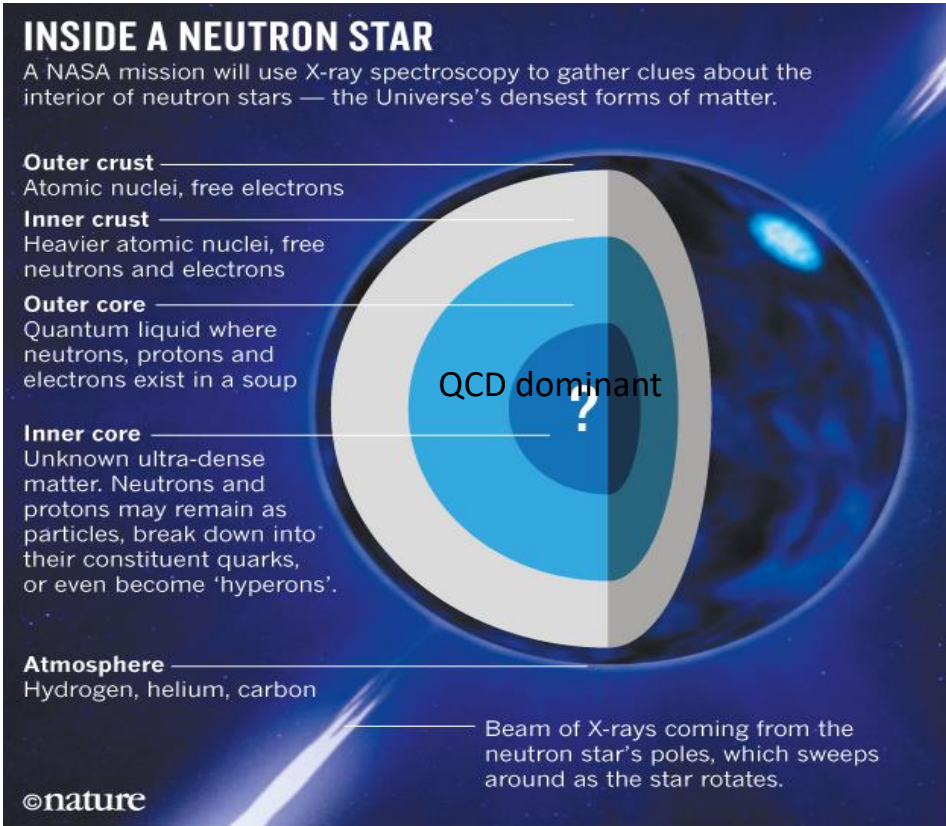 INSIDE A NEUTRON STAR
A NASA mission will use X-ray spectroscopy to gather clues about the
interior of neutron stars — the Universe's densest forms of matter.
Outer crust
Atomic nuclei, free electrons
Inner crust
Heavier atomic nuclei, free
neutrons and electrons
Outer core
Quantum liquid where
neutrons, protons and
electrons exist in a soup
QCD dominant
?
Inner core
Unknown ultra-dense
matter. Neutrons and
protons may remain as
particles, break down into
their constituent quarks,
or even become ‘hyperons’.
Atmosphere
Hydrogen, helium, carbon
Beam of X-rays coming from the
neutron star's poles, which sweeps
around as the star rotates.
©nature